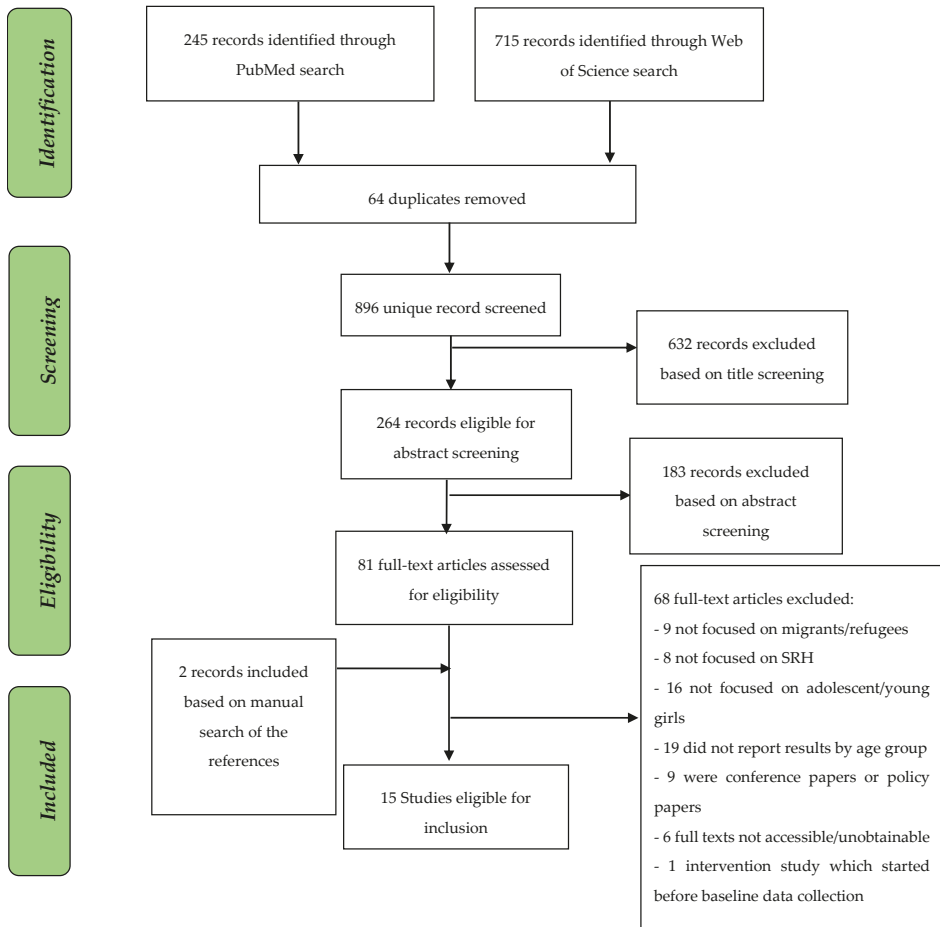 Identification
245 records identified through
PubMed search
715 records identified through Web
of Science search
64 duplicates removed
Screening
896 unique record screened
632 records excluded
based on title screening
264 records eligible for
abstract screening
Eligibility
183 records excluded
based on abstract
screening
81 full-text articles assessed
for eligibility
68 full-text articles excluded:
- 9 not focused on migrants/refugees
- 8 not focused on SRH
- 16 not focused on adolescent/young
girls
- 19 did not report results by age group
- 9 were conference papers or policy
papers
- 6 full texts not accessible/unobtainable
- 1 intervention study which started
before baseline data collection
2 records included
based on manual
search of the
references
Included
15 Studies eligible for
inclusion